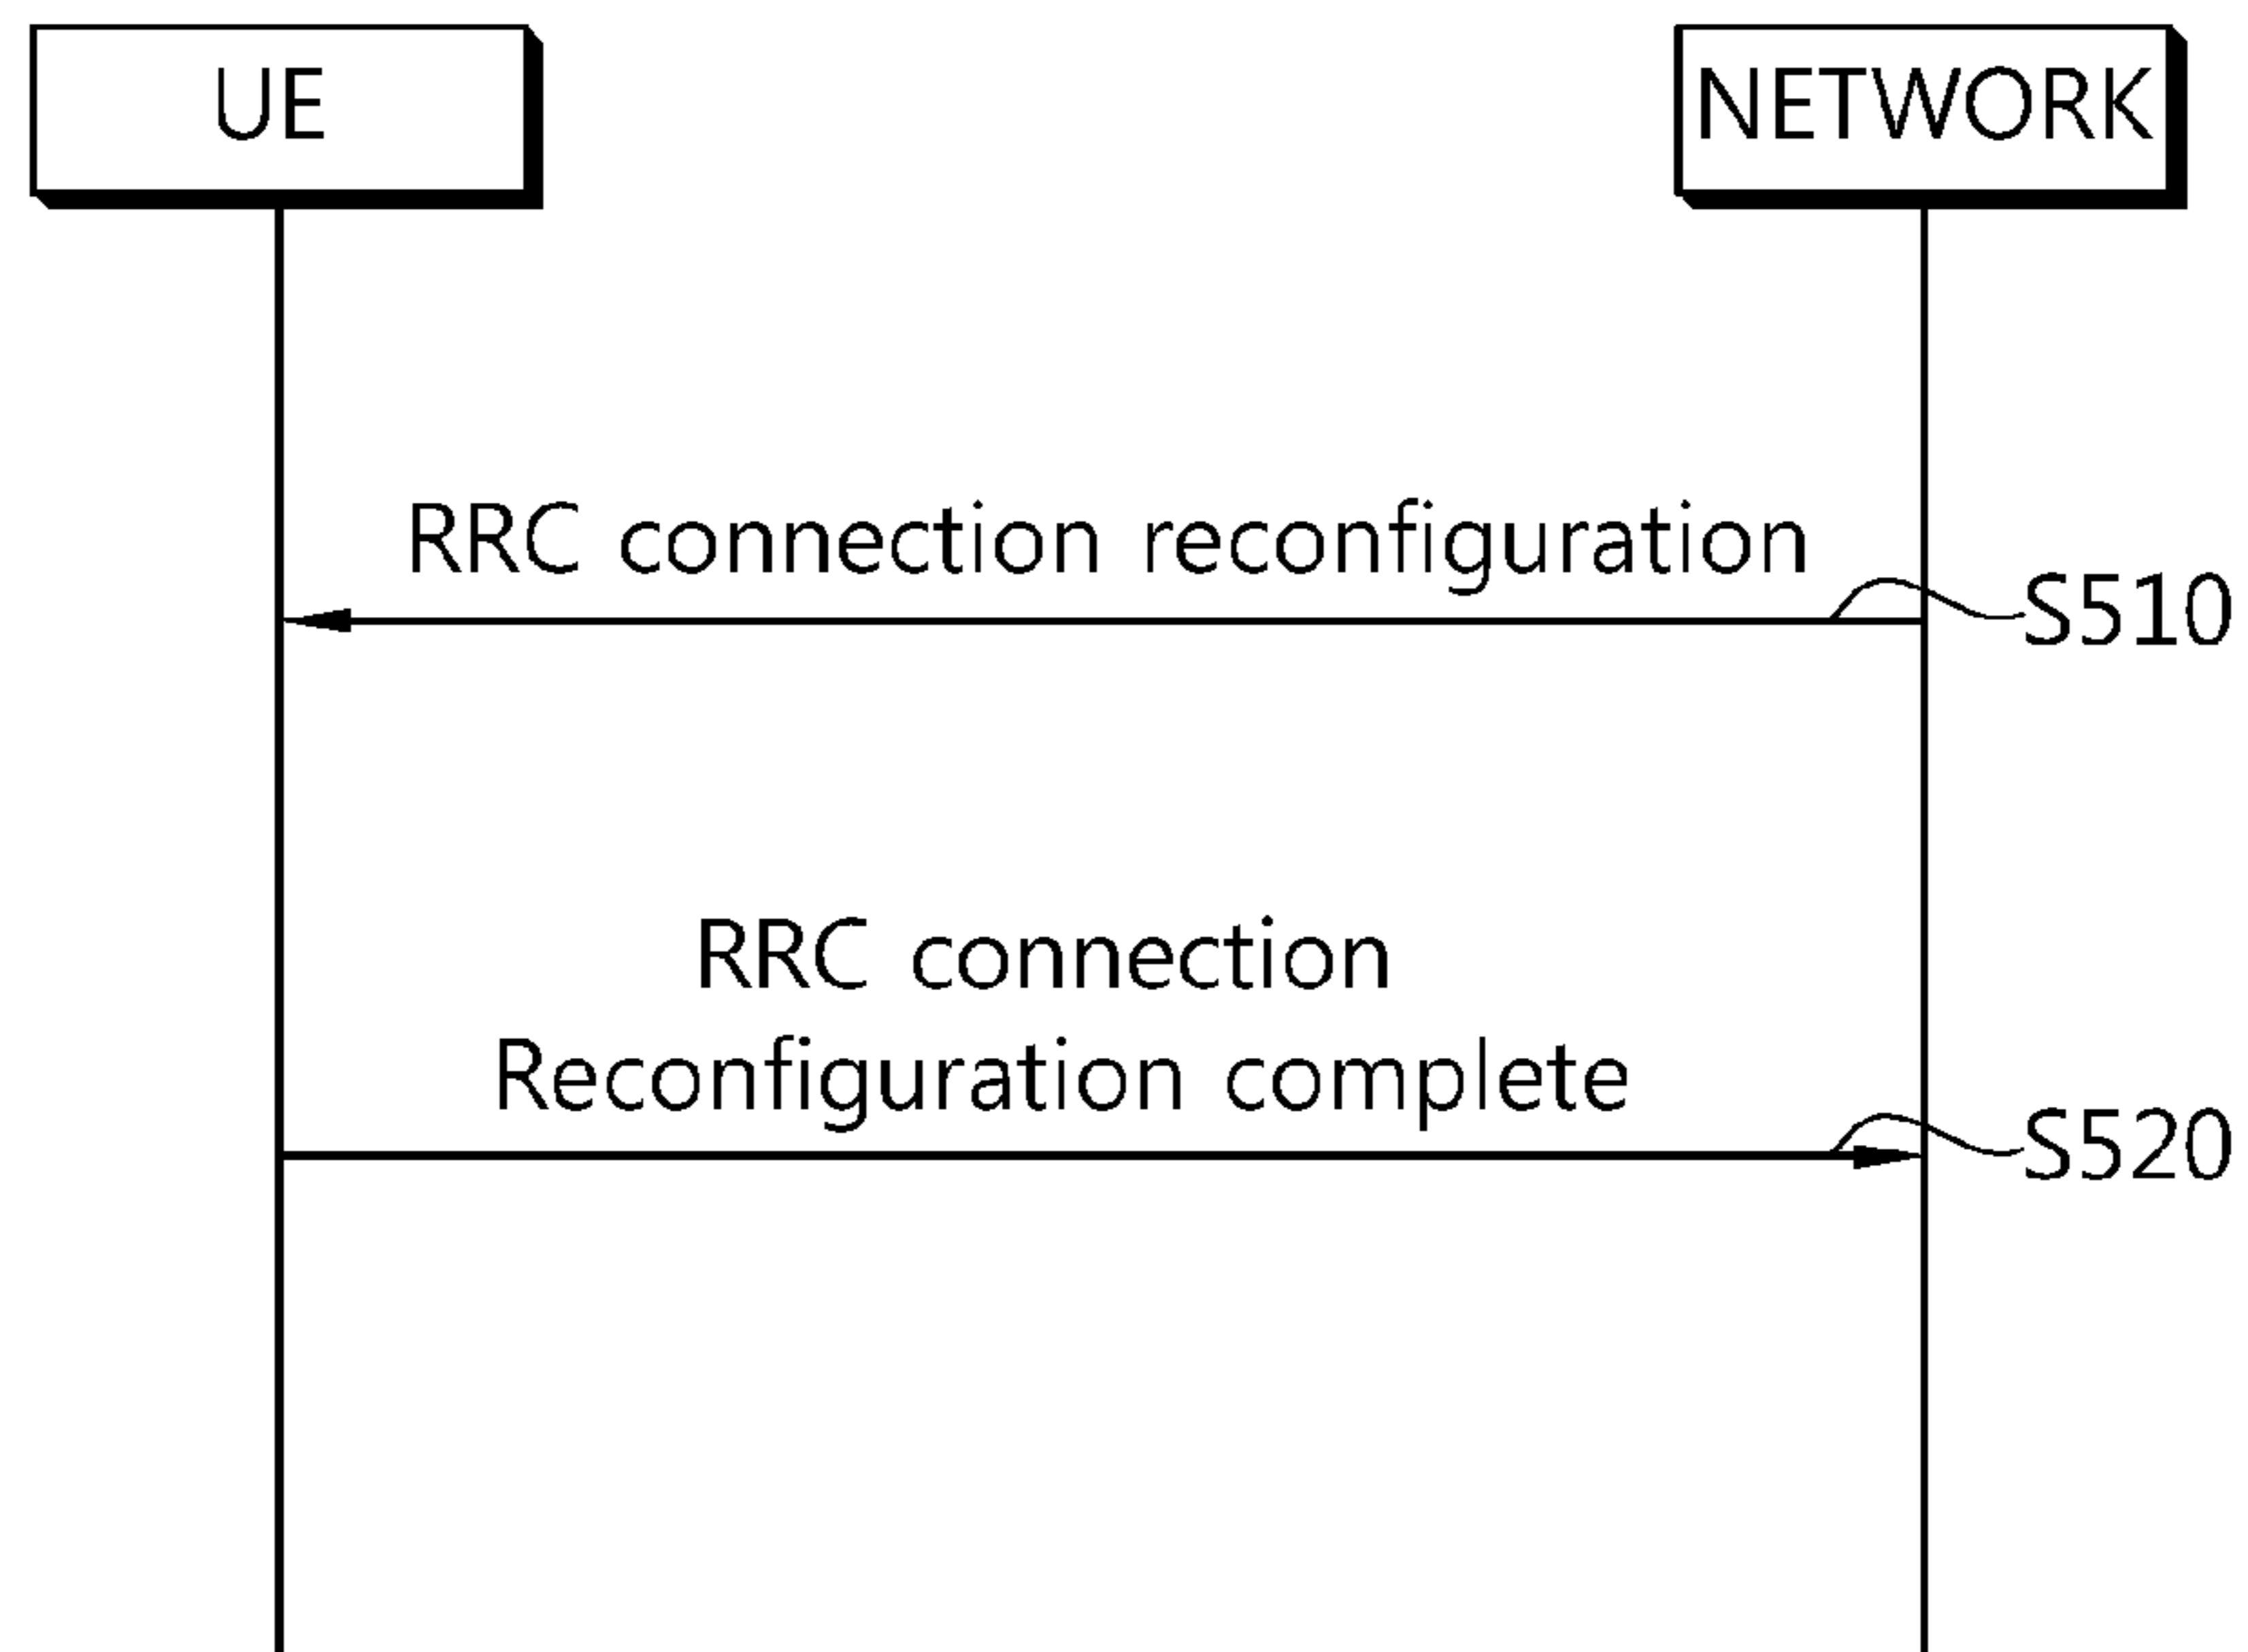 UE
NETWORK
RRC connection reconfiguration
S510
RRC connection
Reconfiguration complete
S520